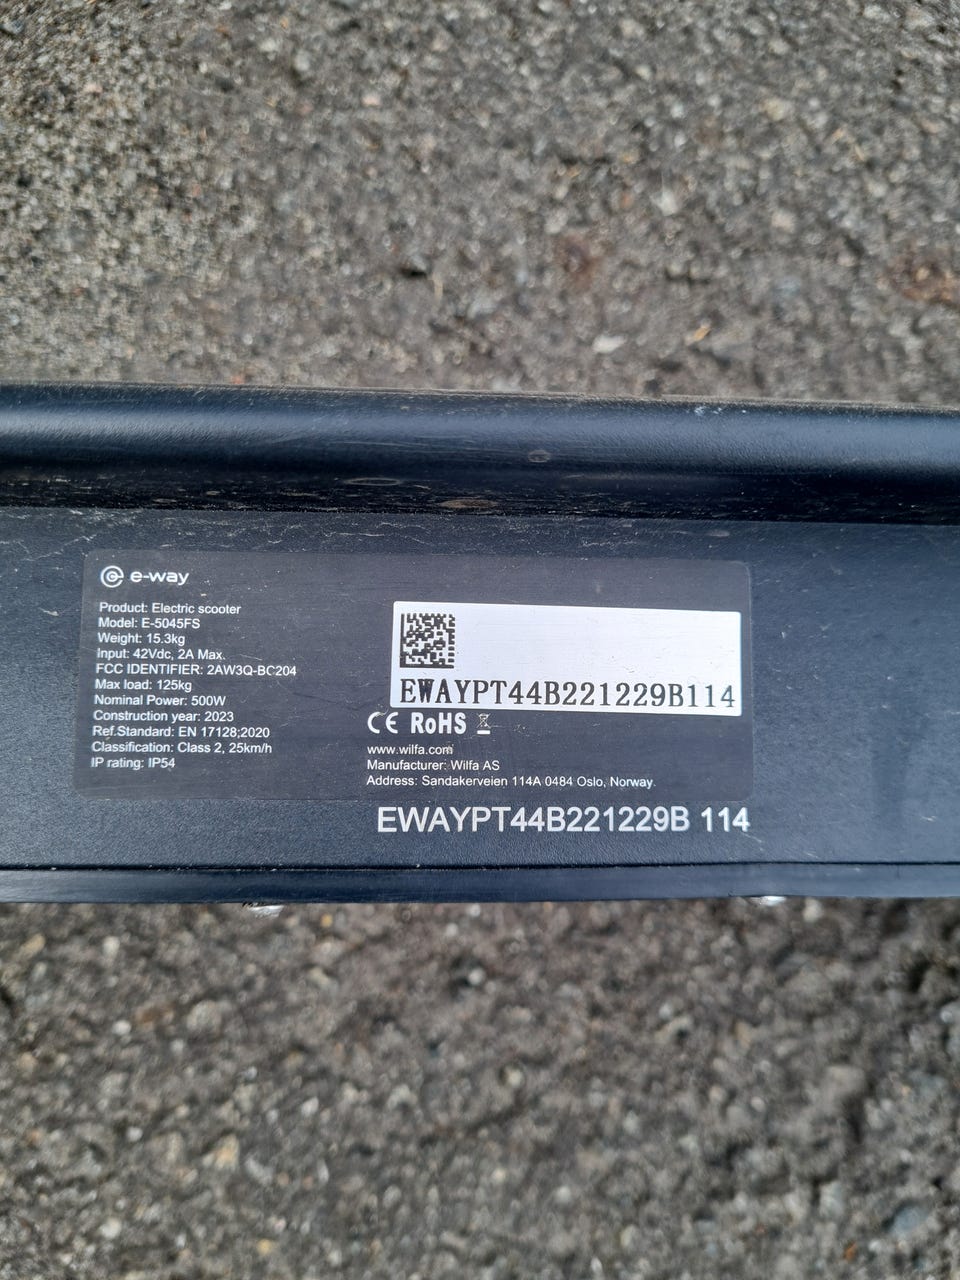 e-way
Product: Electric scooter
Model: E-5045FS
Weight: 15.3kg
Input: 42Vdc, 2A Max.
FCC IDENTIFIER: 2AW3Q-BC204
Max load: 125kg
Nominal Power: 500W
Construction year: 2023
Ref.Standard: EN 17128;2020
Classification: Class 2, 25km/h
IP rating: IP54
EWAYPT44B221229B114
CE RoHS
www.wilfa.com
Manufacturer: Wilfa AS
Address: Sandakerveien 114A 0484 Oslo, Norway.
EWAYPT44B221229B 114